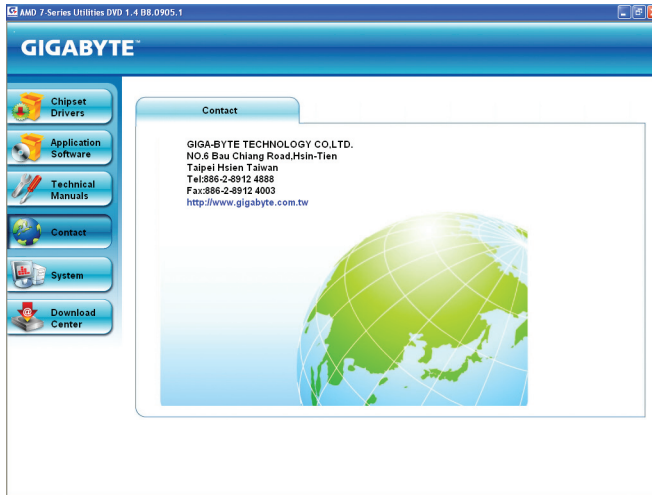 AMD 7-Series Utilities DVD 1.4 B8.0905.1
GIGABYTE™
Chipset
Drivers
Application
Software
Technical
Manuals
Contact
System
Download
Center
Contact
GIGA-BYTE TECHNOLOGY CO,LTD.
NO.6 Bau Chiang Road,Hsin-Tien
Taipei Hsien Taiwan
Tel:886-2-8912 4888
Fax:886-2-8912 4003
http://www.gigabyte.com.tw